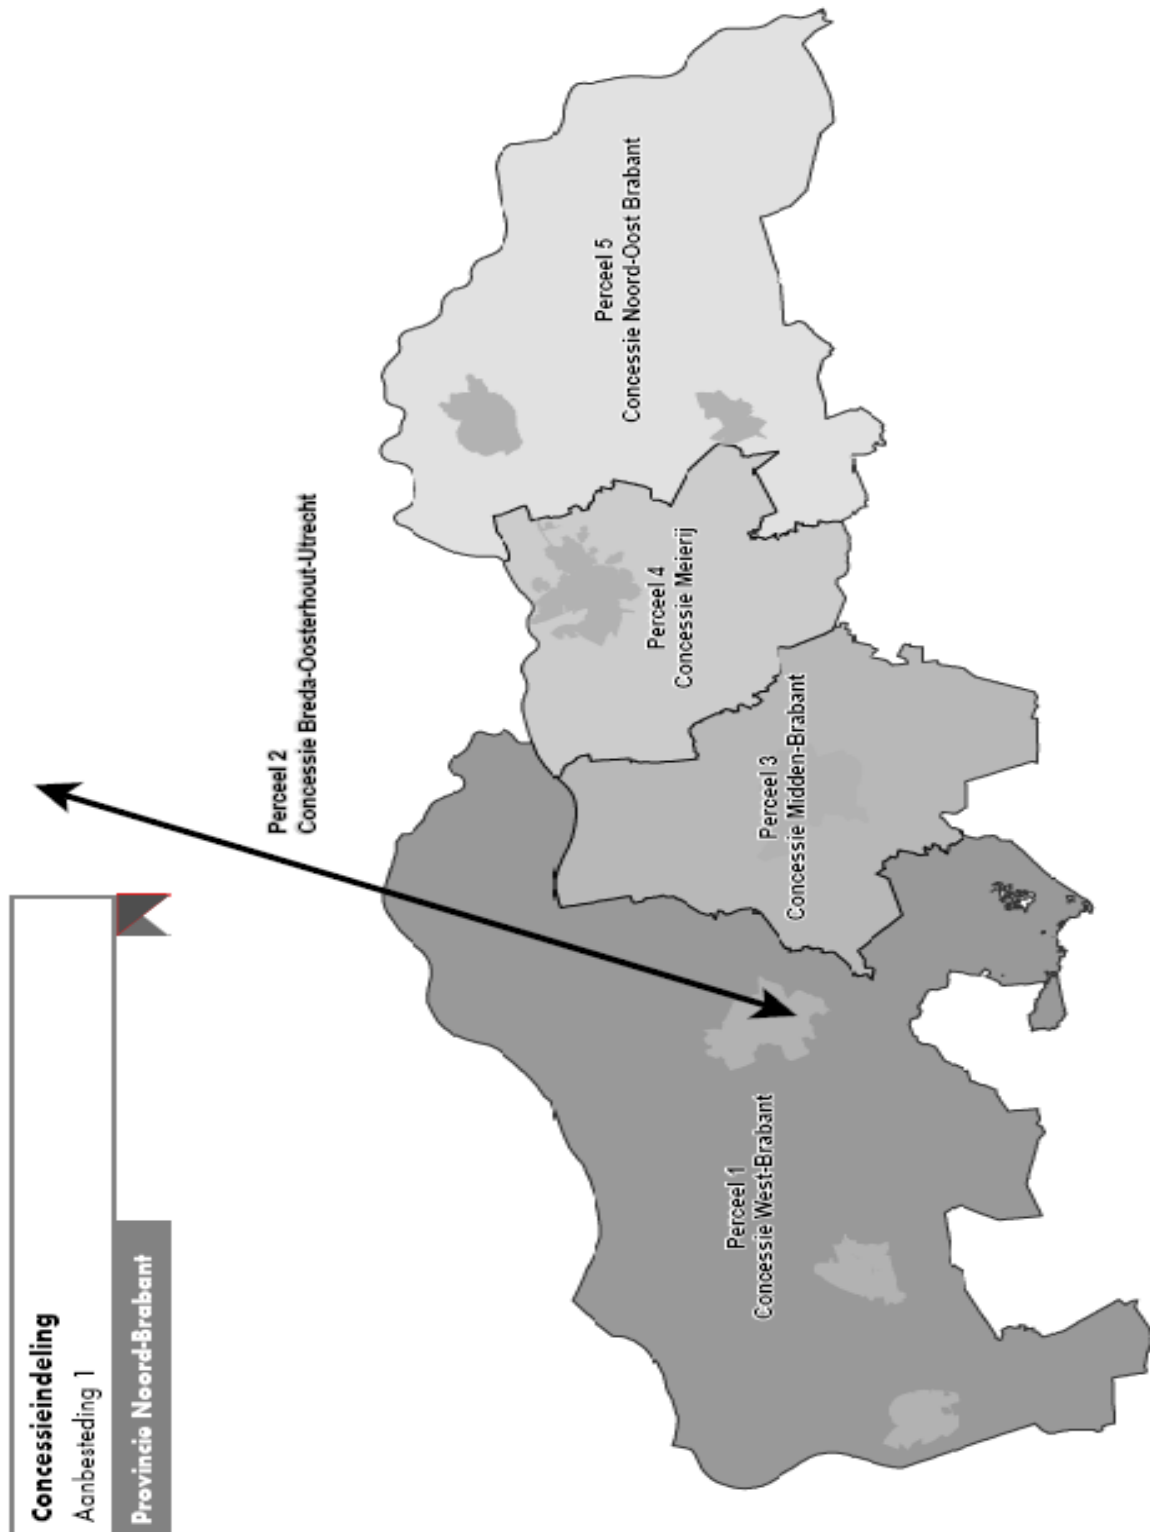 Concessieindeling
Aanbesteding 1
Provincie Noord-Brabant
Perceel 2
Concessie Breda-Oosterhout-Utrecht
Perceel 5
Concessie Noord-Oost Brabant
Perceel 4
Concessie Meierij
Perceel 3
Concessie Midden-Brabant
Perceel 1
Concessie West-Brabant